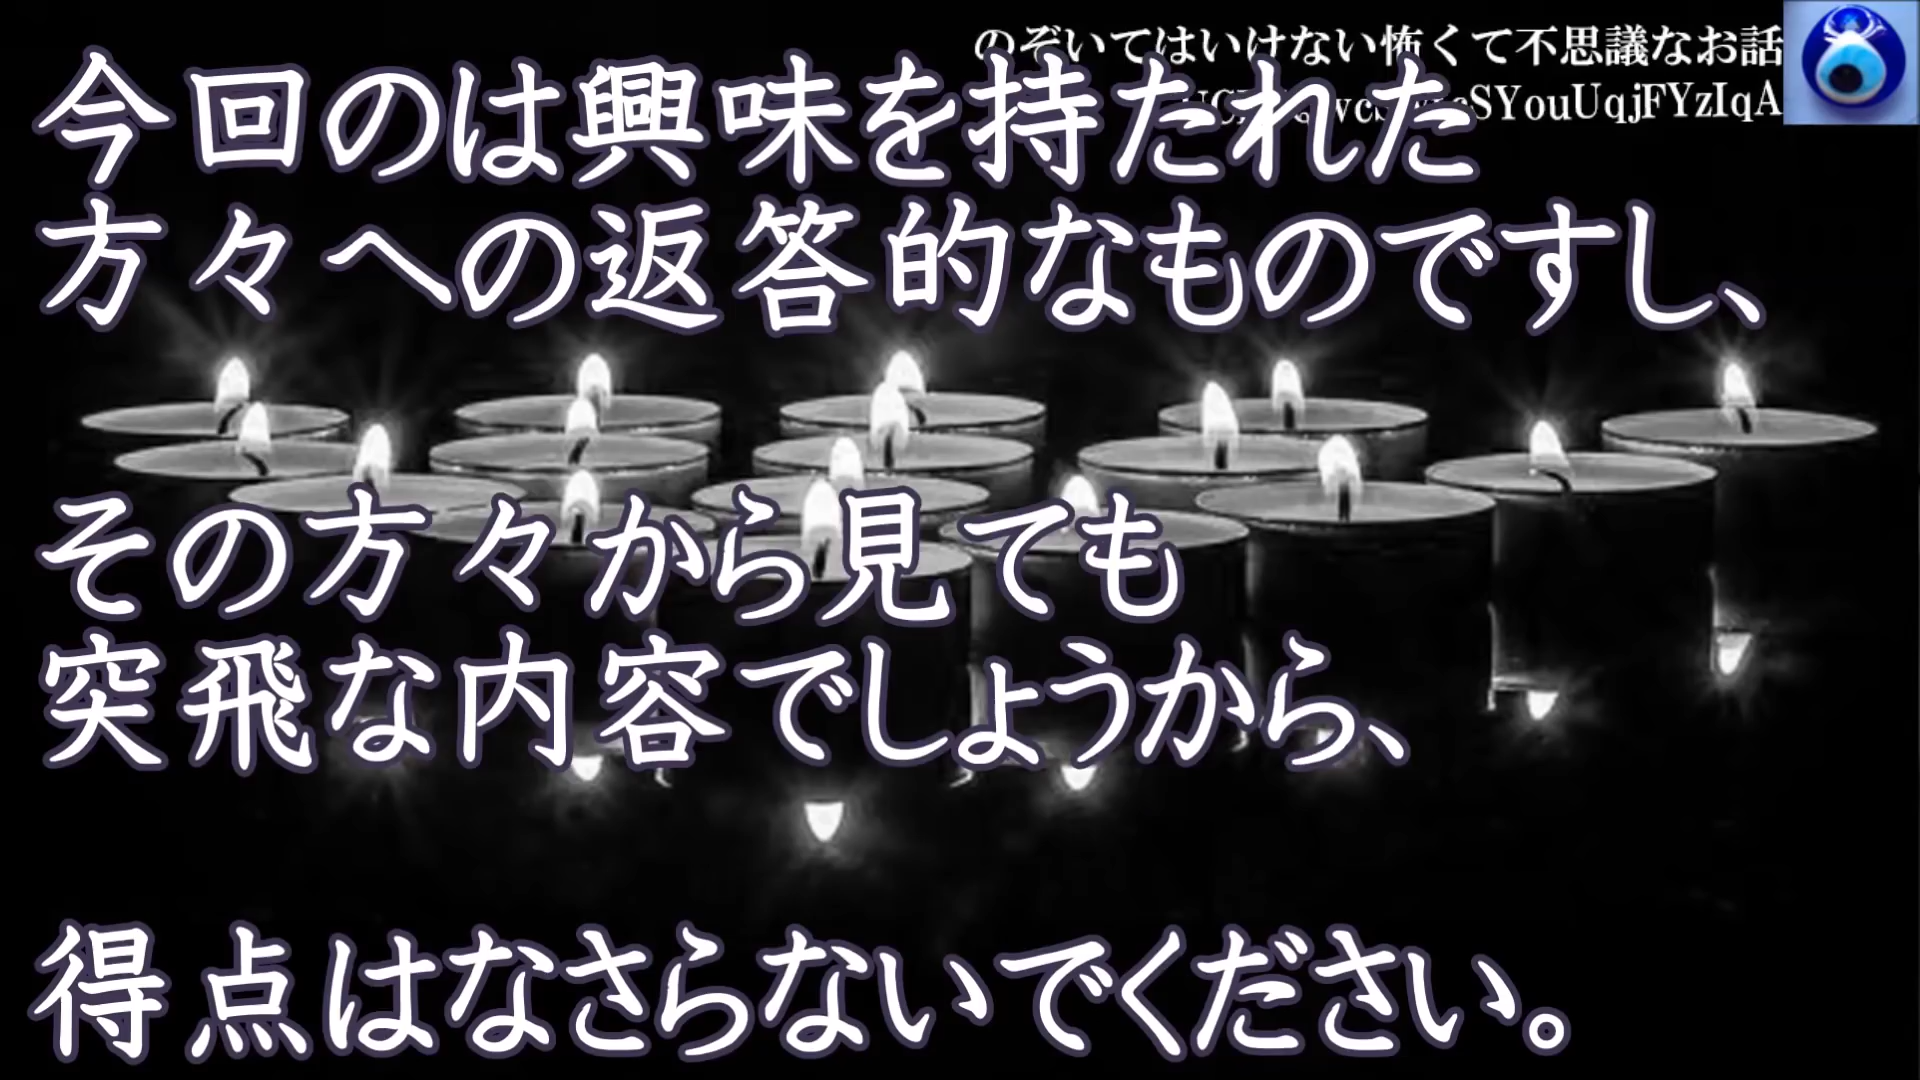 のぞいてはいけない怖くて不思議なお話
SYouUqjFYzIqA
今回のは興味を持たれた
方々への返答的なものですし、
その方々から見ても
突飛な内容でしょうから、
得点はなさらないでください。